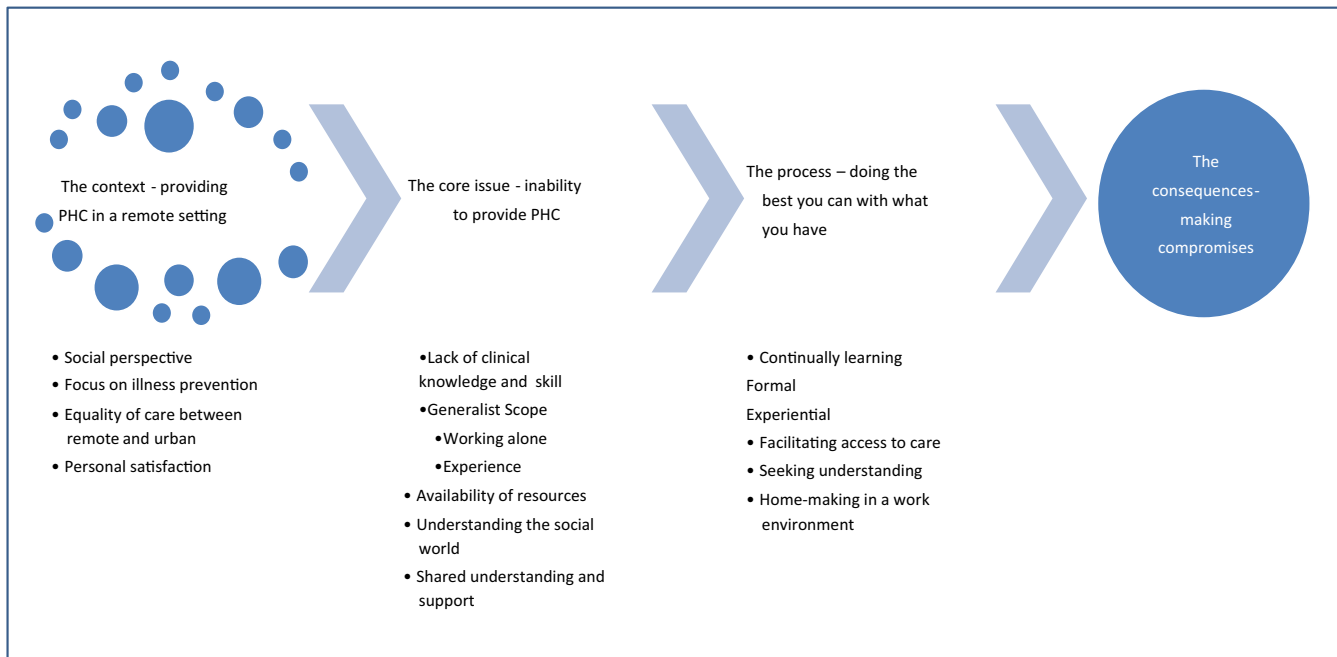 The context - providing
PHC in a remote setting
• Social perspective
• Focus on illness prevention
• Equality of care between
remote and urban
• Personal satisfaction
The core issue - inability
to provide PHC
•Lack of clinical
knowledge and skill
•Generalist Scope
•Working alone
•Experience
• Availability of resources
• Understanding the social
world
• Shared understanding and
support
The process – doing the
best you can with what
you have
• Continually learning
Formal
Experiential
• Facilitating access to care
• Seeking understanding
• Home-making in a work
environment
The
consequences-
making
compromises